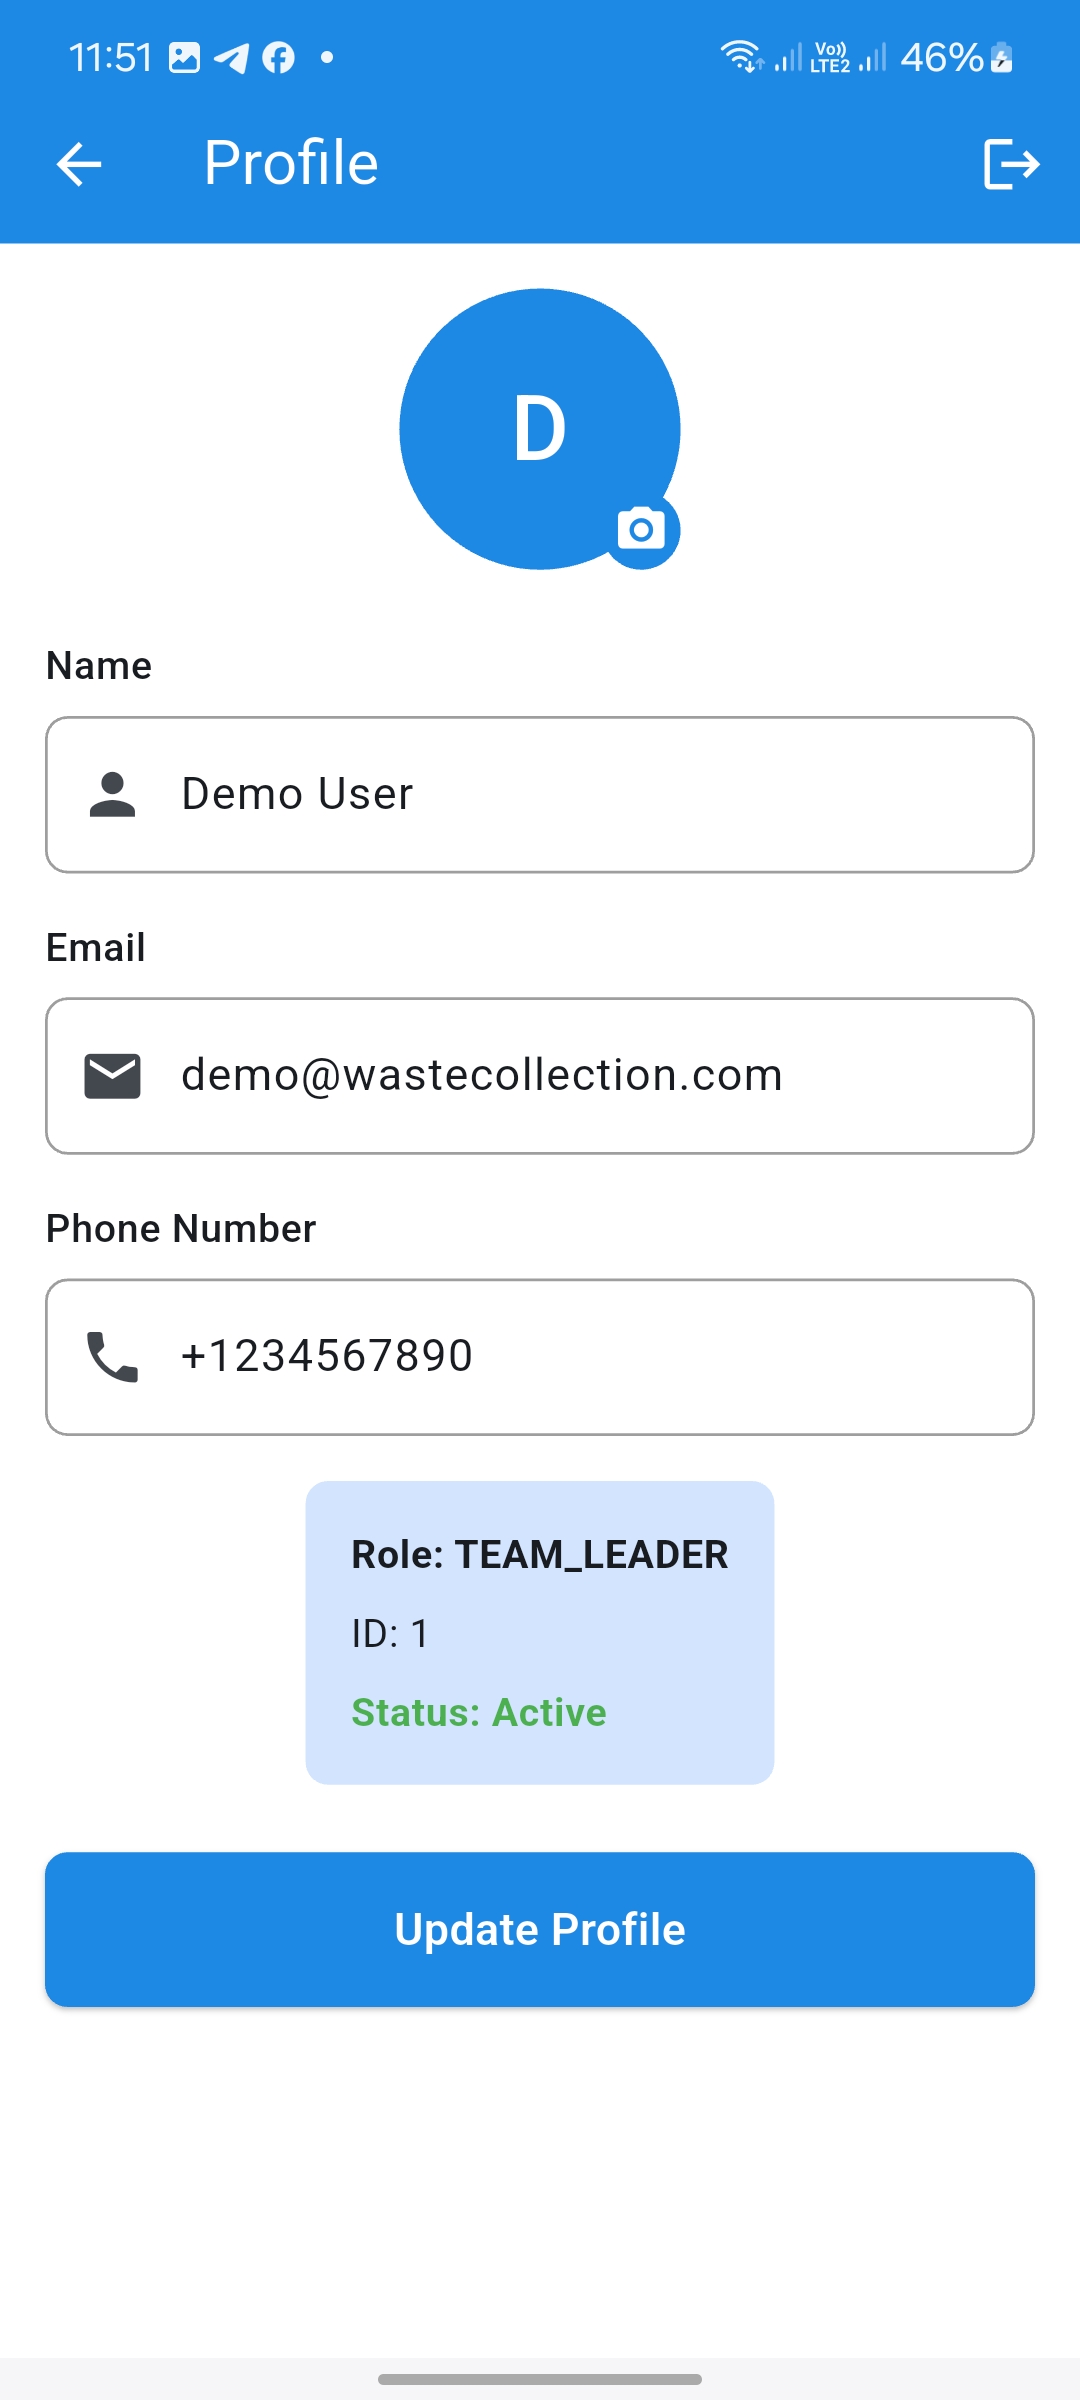 11:51
Vo)) LTE2 46%
Profile
D
Name
Demo User
Email
demo@wastecollection.com
Phone Number
+1234567890
Role: TEAM_LEADER
ID: 1
Status: Active
Update Profile